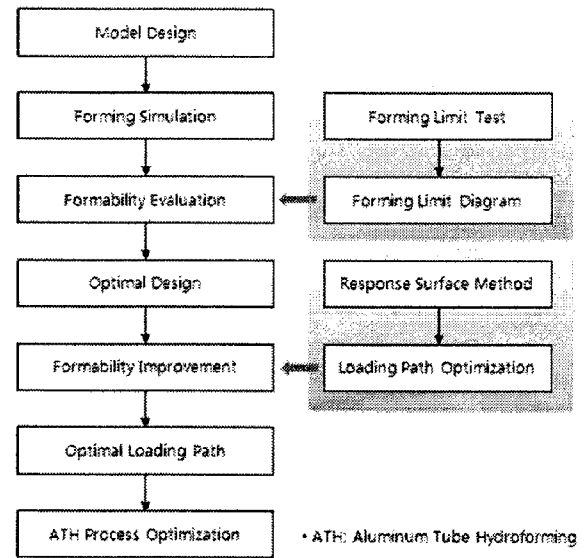 Model Design
Forming Simulation
Forming Limit Test
Formability Evaluation
Forming Limit Diagram
Optimal Design
Response Surface Method
Formability Improvement
Loading Path Optimization
Optimal Loading Path
ATH Process Optimization
• ATH: Aluminum Tube Hydroforming